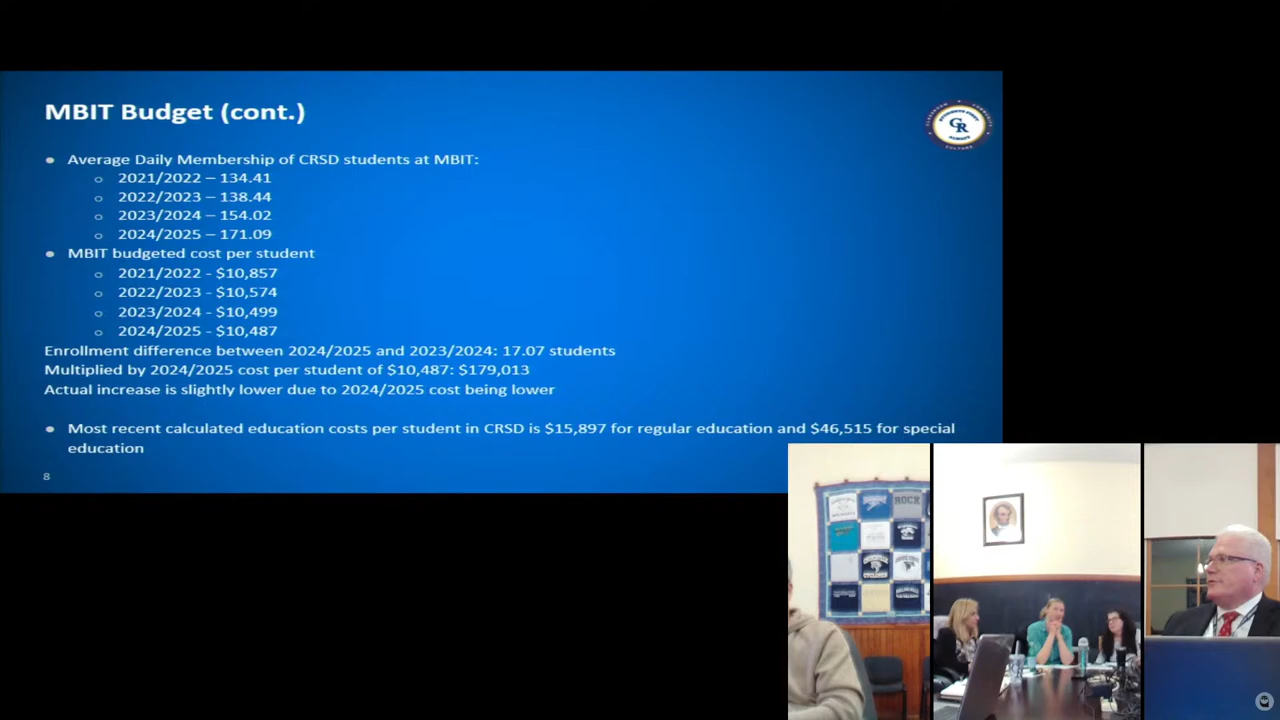 MBIT Budget (cont.)
● Average Daily Membership of CRSD students at MBIT:
○ 2021/2022 – 134.41
○ 2022/2023 – 138.44
○ 2023/2024 – 154.02
○ 2024/2025 – 171.09
● MBIT budgeted cost per student
○ 2021/2022 - $10,857
○ 2022/2023 - $10,574
○ 2023/2024 - $10,499
○ 2024/2025 - $10,487
Enrollment difference between 2024/2025 and 2023/2024: 17.07 students
Multiplied by 2024/2025 cost per student of $10,487: $179,013
Actual increase is slightly lower due to 2024/2025 cost being lower
● Most recent calculated education costs per student in CRSD is $15,897 for regular education and $46,515 for special
education
8
CR
ROCK